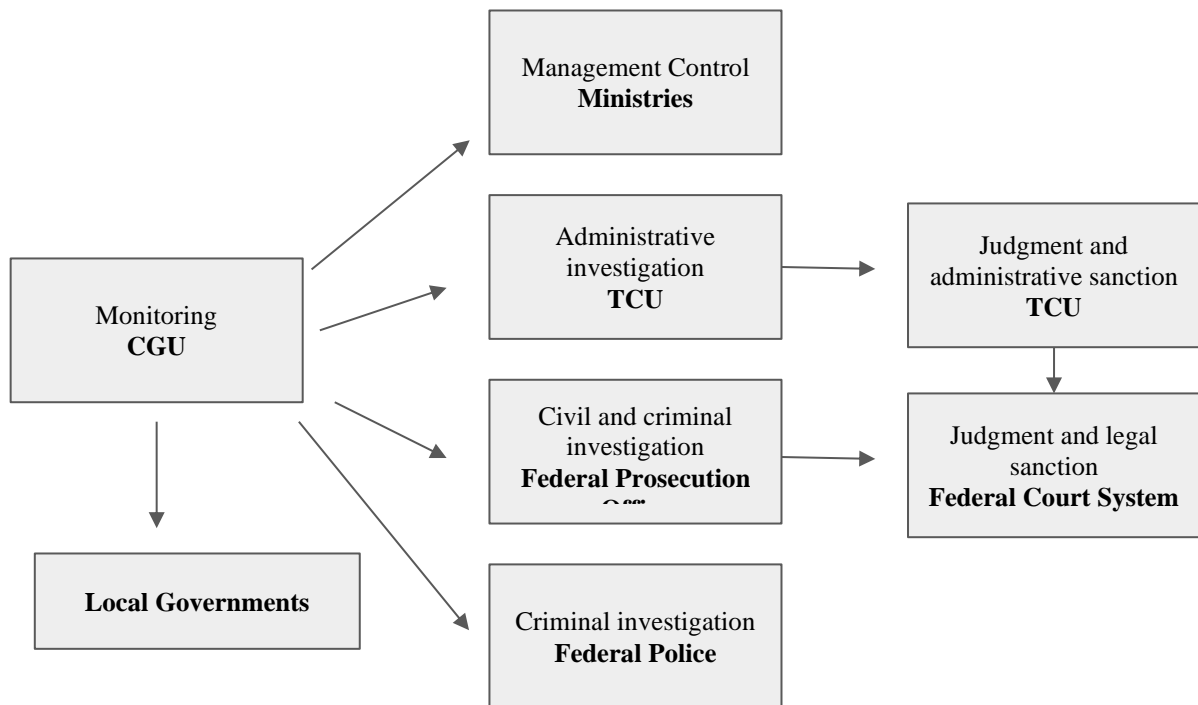 Management Control
Ministries
Administrative
investigation
TCU
Judgment and
administrative sanction
TCU
Monitoring
CGU
Civil and criminal
investigation
Federal Prosecution
Judgment and legal
sanction
Federal Court System
Local Governments
Criminal investigation
Federal Police